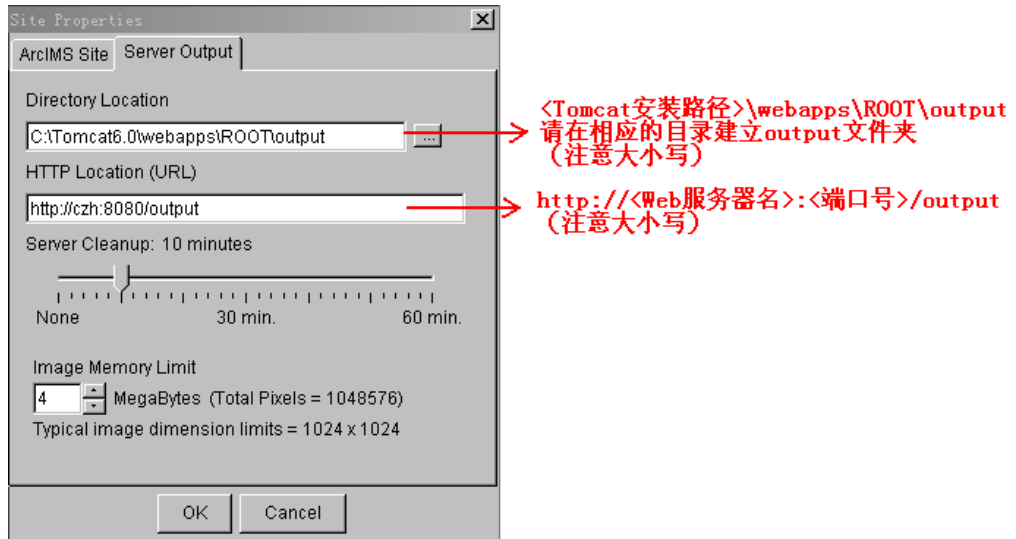 Site Properties
ArcIMS Site
Server Output
Directory Location
C:\Tomcat6.0\webapps\ROOT\output
...
<Tomcat安装路径>\webapps\ROOT\output
请在相应的目录建立output文件夹
（注意大小写）
HTTP Location (URL)
http://czh:8080/output
http://<Web服务器名>:<端口号>/output
（注意大小写）
Server Cleanup: 10 minutes
None 30 min. 60 min.
Image Memory Limit
4 MegaBytes (Total Pixels = 1048576)
Typical image dimension limits = 1024 x 1024
OK Cancel